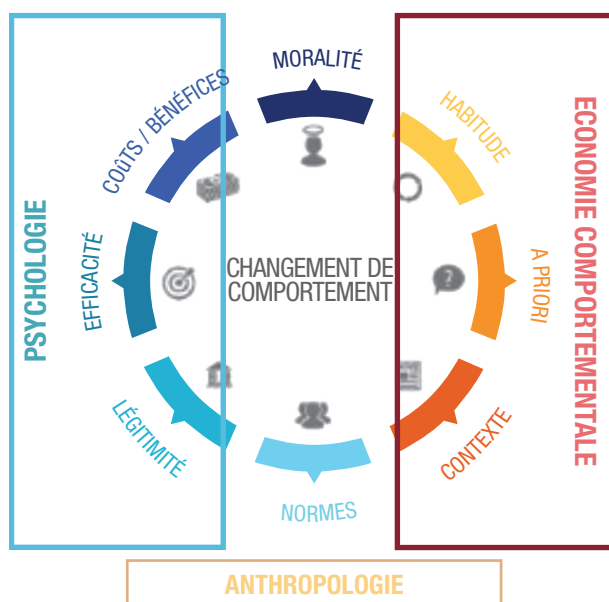 MORALITÉ
COÛTS / BÉNÉFICES
HABITUDE
PSYCHOLOGIE
EFFICACITÉ
CHANGEMENT DE
COMPORTEMENT
?
A PRIORI
ECONOMIE COMPORTEMENTALE
LÉGITIMITÉ
CONTEXTE
NORMES
ANTHROPOLOGIE